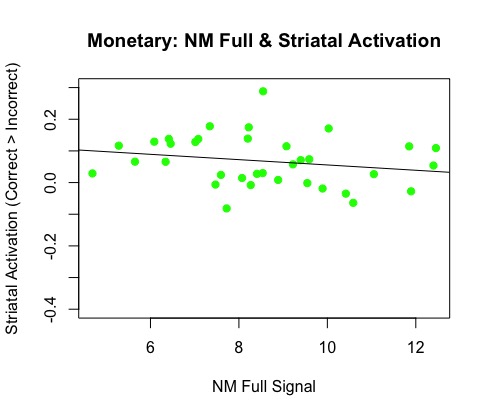 Monetary: NM Full & Striatal Activation
Striatal Activation (Correct > Incorrect)
0.2
0.0
-0.2
-0.4
6 8 10 12
NM Full Signal